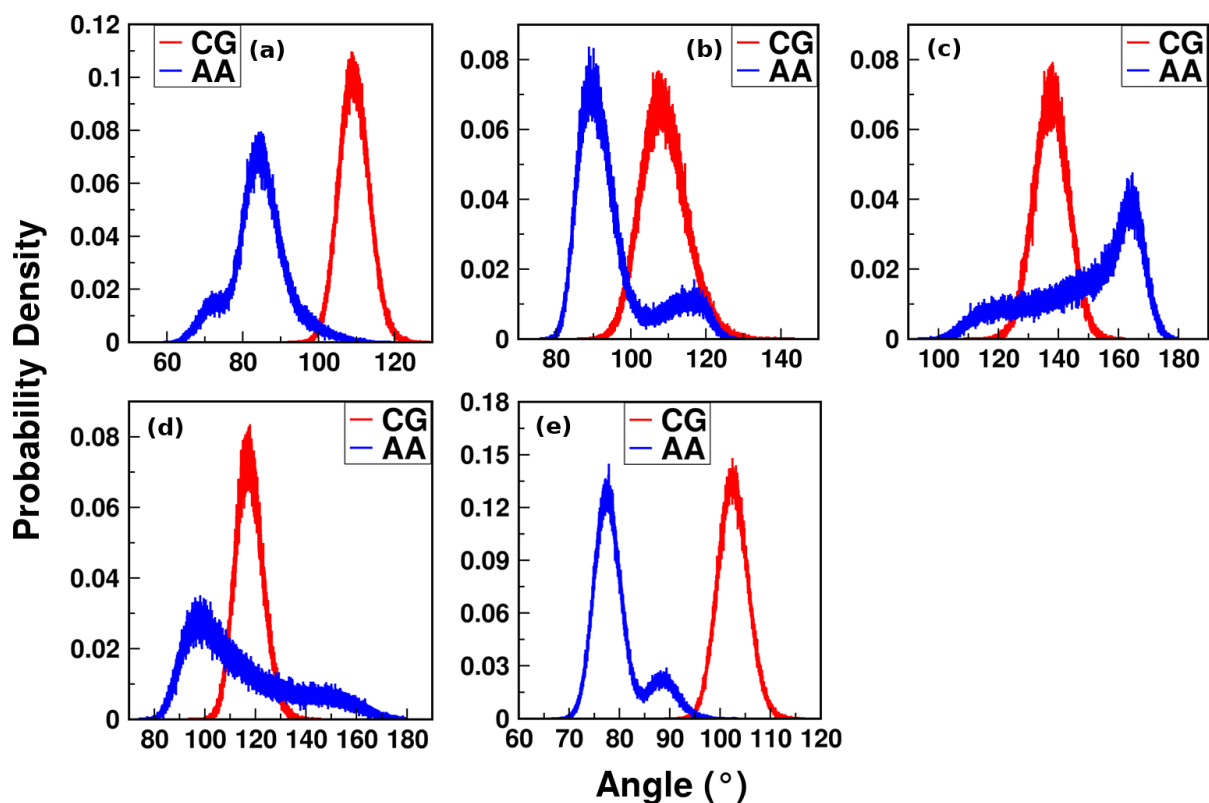 CG
AA
(a)
0.12
0.1
0.08
0.06
0.04
0.02
0
60 80 100 120
(b)
CG
AA
0.08
0.06
0.04
0.02
0
80 100 120 140
(c)
CG
AA
0.08
0.06
0.04
0.02
0
100 120 140 160 180
(d)
CG
AA
0.08
0.06
0.04
0.02
0
80 100 120 140 160 180
(e)
CG
AA
0.18
0.15
0.12
0.09
0.06
0.03
0
60 70 80 90 100 110 120
Probability Density
Angle (°)